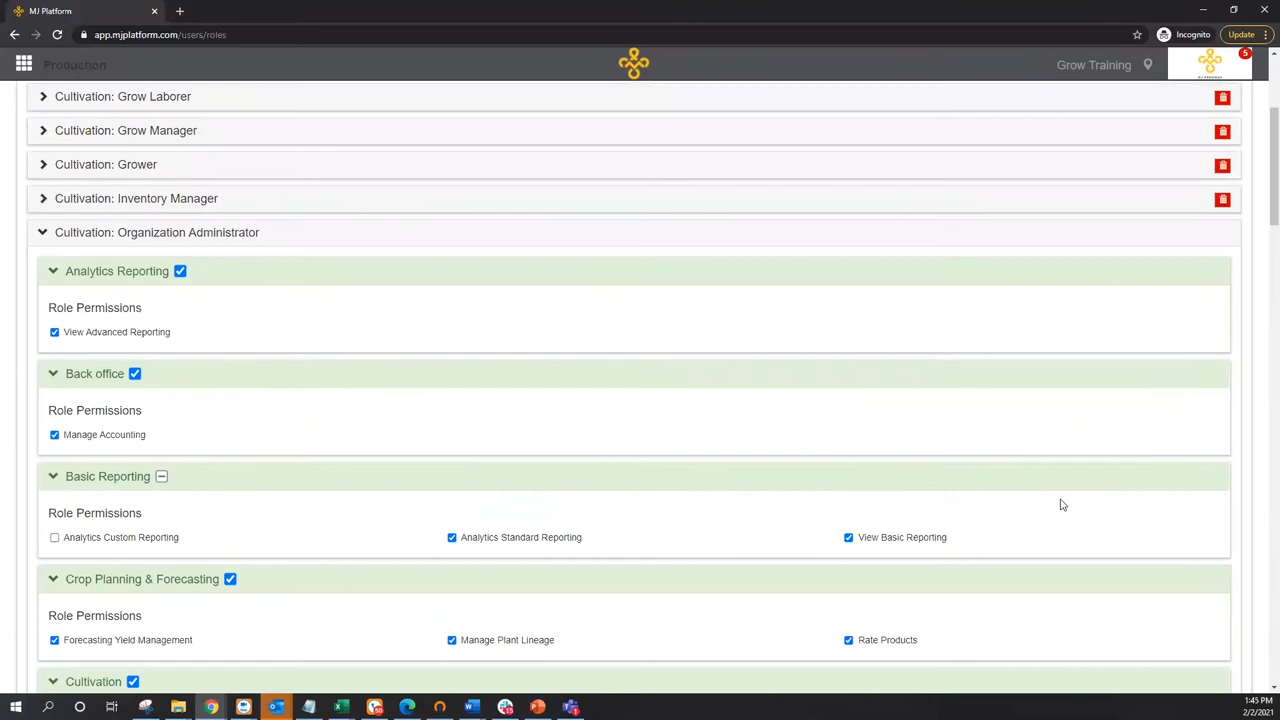 MJ Platform
app.mjplatform.com/users/roles
Incognito
Update
Production
Grow Training
5
Cultivation: Grow Laborer
Cultivation: Grow Manager
Cultivation: Grower
Cultivation: Inventory Manager
Cultivation: Organization Administrator
Analytics Reporting
Role Permissions
View Advanced Reporting
Back office
Role Permissions
Manage Accounting
Basic Reporting
Role Permissions
Analytics Custom Reporting Analytics Standard Reporting View Basic Reporting
Crop Planning & Forecasting
Role Permissions
Forecasting Yield Management Manage Plant Lineage Rate Products
Cultivation
1:45 PM
2/2/2021